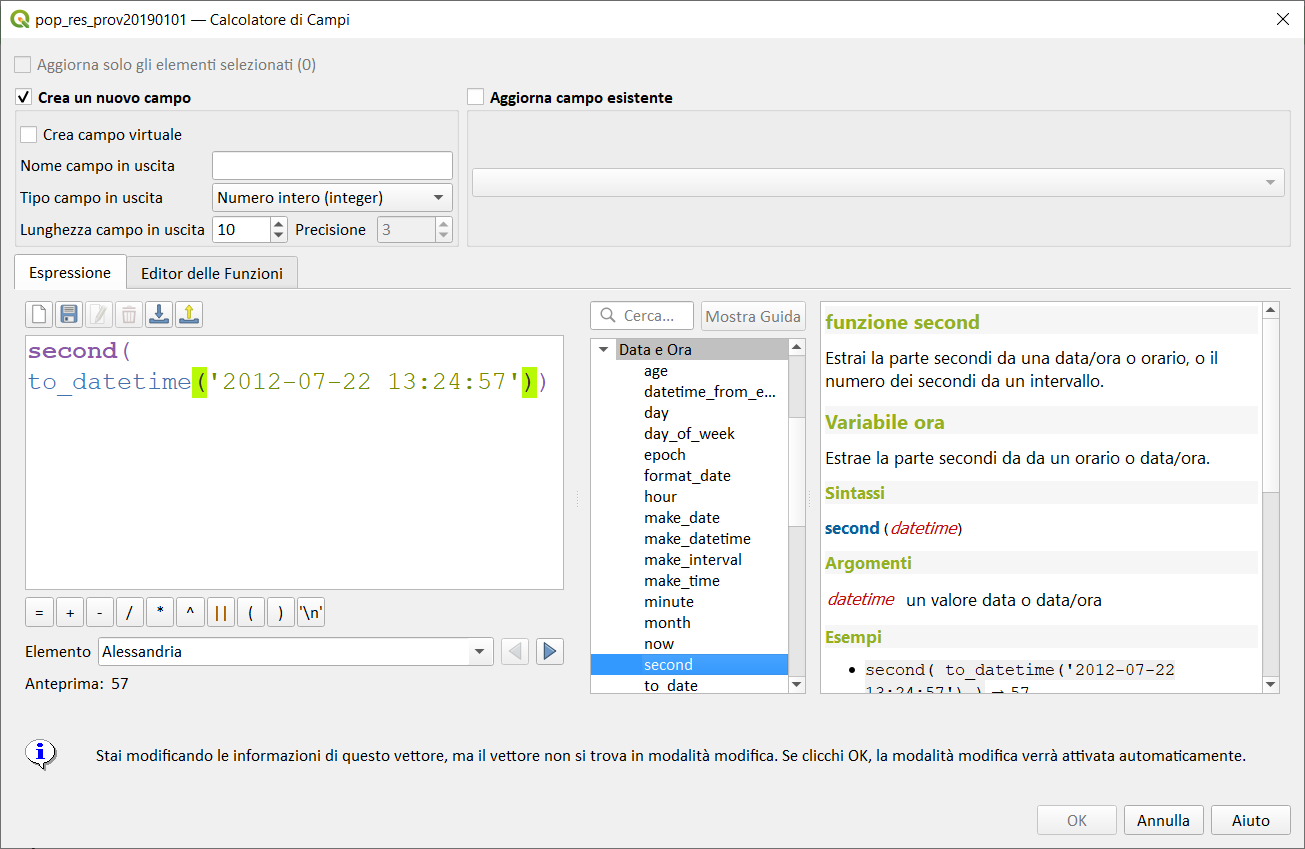 pop_res_prov20190101 — Calcolatore di Campi
Aggiorna solo gli elementi selezionati (0)
Crea un nuovo campo
Aggiorna campo esistente
Crea campo virtuale
Nome campo in uscita
Tipo campo in uscita
Numero intero (integer)
Lunghezza campo in uscita
10
Precisione
3
Espressione
Editor delle Funzioni
second(
to_datetime('2012-07-22 13:24:57'))
=
+
-
/
*
^
||
(
)
'\n'
Elemento
Alessandria
Anteprima: 57
Cerca...
Mostra Guida
Data e Ora
age
datetime_from_e...
day
day_of_week
epoch
format_date
hour
make_date
make_datetime
make_interval
make_time
minute
month
now
second
to_date
funzione second
Estrai la parte secondi da una data/ora o orario, o il
numero dei secondi da un intervallo.
Variabile ora
Estrae la parte secondi da da un orario o data/ora.
Sintassi
second (datetime)
Argomenti
datetime un valore data o data/ora
Esempi
• second( to_datetime('2012-07-22
13:24:57') ) → 57
Stai modificando le informazioni di questo vettore, ma il vettore non si trova in modalità modifica. Se clicchi OK, la modalità modifica verrà attivata automaticamente.
OK
Annulla
Aiuto